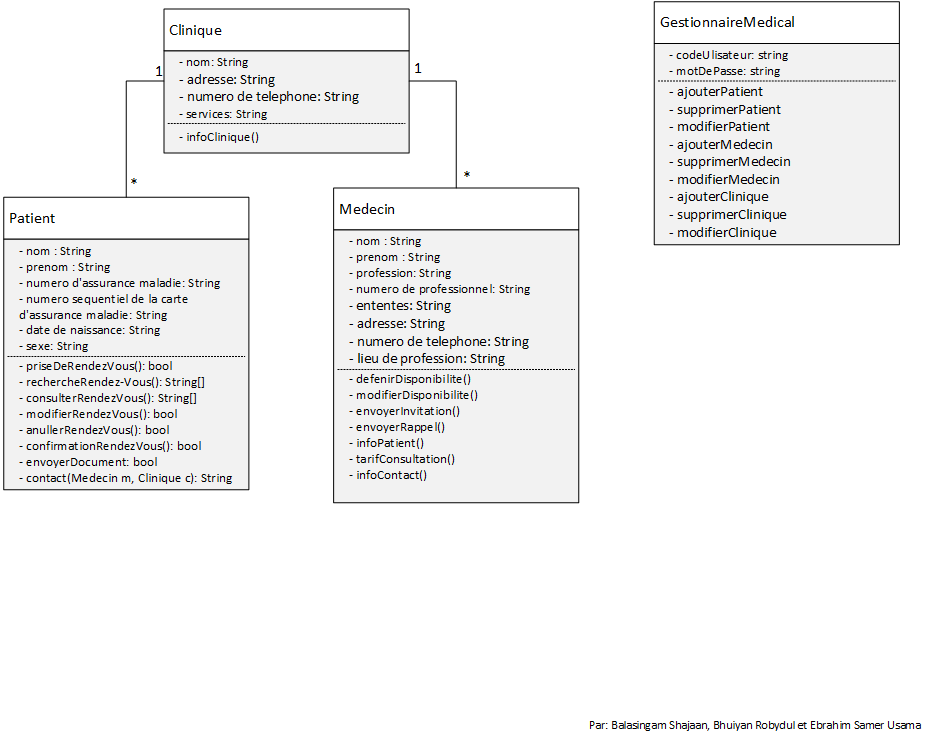 Clinique
- nom: String
- adresse: String
- numero de telephone: String
- services: String
- infoClinique()
1
1
*
*
GestionnaireMedical
- codeUlisateur: string
- motDePasse: string
- ajouterPatient
- supprimerPatient
- modifierPatient
- ajouterMedecin
- supprimerMedecin
- modifierMedecin
- ajouterClinique
- supprimerClinique
- modifierClinique
Patient
- nom : String
- prenom : String
- numero d'assurance maladie: String
- numero sequentiel de la carte
d'assurance maladie: String
- date de naissance: String
- sexe: String
- priseDeRendezVous(): bool
- rechercheRendez-Vous(): String[]
- consulterRendezVous(): String[]
- modifierRendezVous(): bool
- anullerRendezVous(): bool
- confirmationRendezVous(): bool
- envoyerDocument: bool
- contact(Medecin m, Clinique c): String
Medecin
- nom : String
- prenom : String
- profession: String
- numero de professionnel: String
- ententes: String
- adresse: String
- numero de telephone: String
- lieu de profession: String
- defenirDisponibilite()
- modifierDisponibilite()
- envoyerInvitation()
- envoyerRappel()
- infoPatient()
- tarifConsultation()
- infoContact()
Par: Balasingam Shajaan, Bhuiyan Robydul et Ebrahim Samer Usama